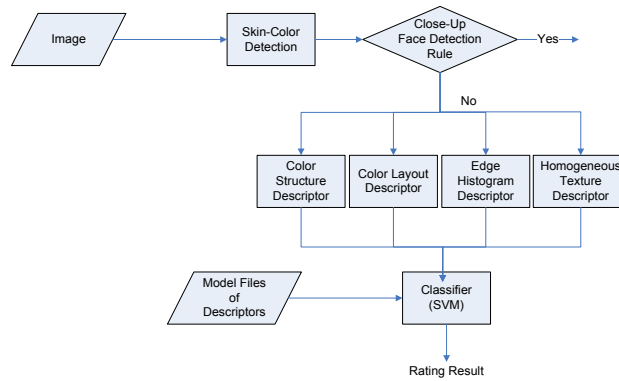 Image
Skin-Color
Detection
Close-Up
Face Detection
Rule
Yes
No
Color
Structure
Descriptor
Color Layout
Descriptor
Edge
Histogram
Descriptor
Homogeneous
Texture
Descriptor
Model Files
of
Descriptors
Classifier
(SVM)
Rating Result